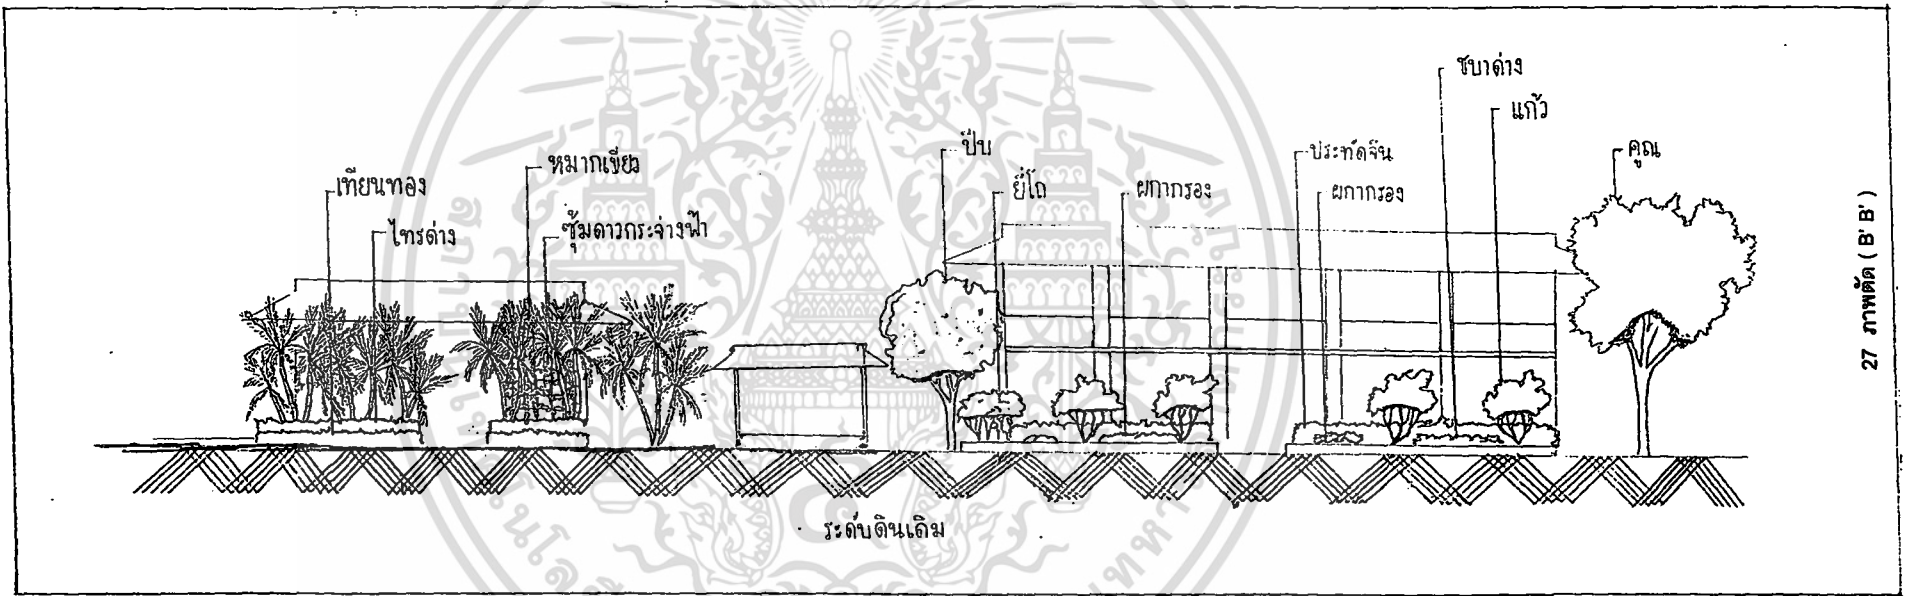 เทียนทอง
ไทรด่าง
หมากเขียว
ซุ้มดาวกระจ่างฟ้า
ปีบ
ยี่โถ
ผกากรอง
ประทัดจีน
ผกากรอง
ชบาด่าง
แก้ว
คูณ
ระดับดินเดิม
27 ภาพตัด ( B' B' )